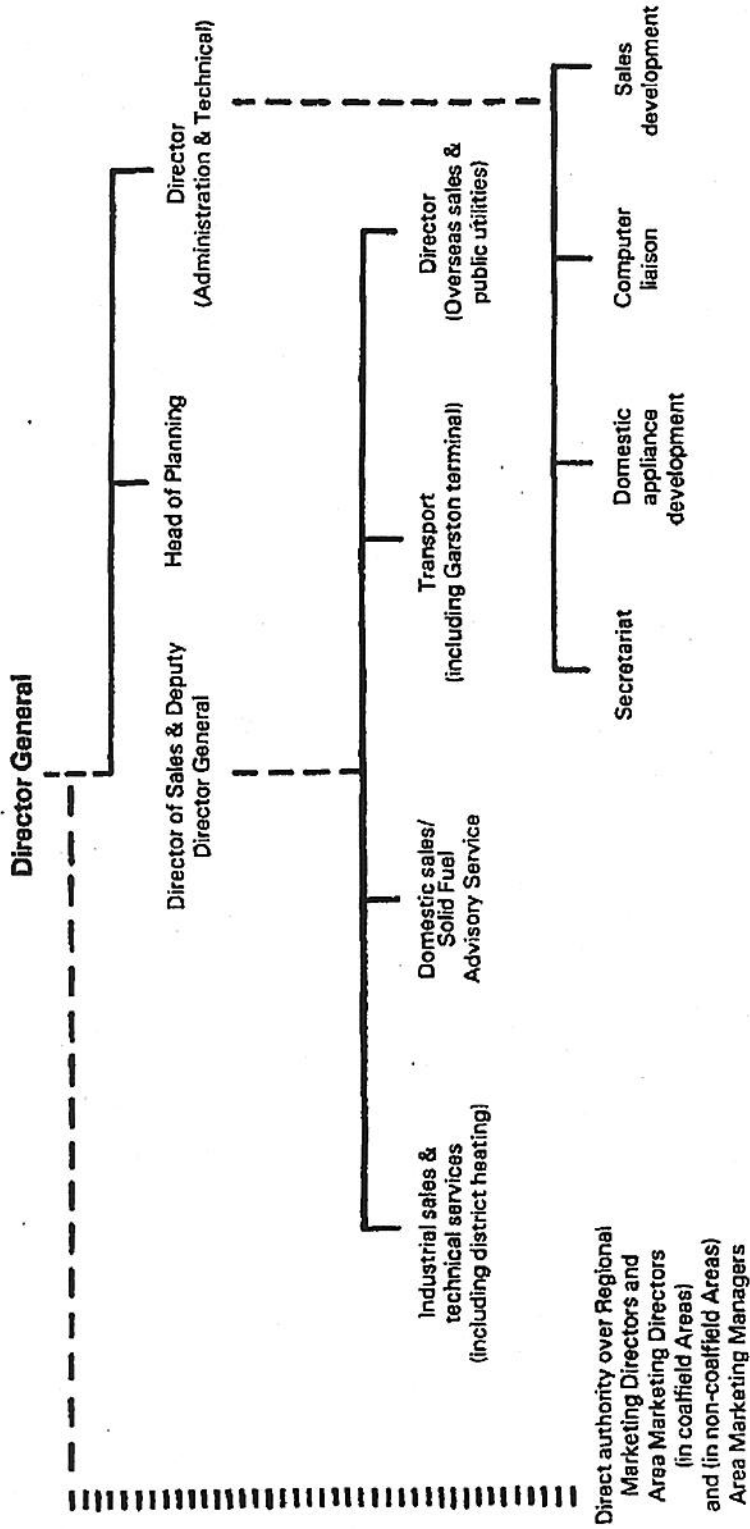 Director General
Director of Sales & Deputy
Director General
Head of Planning
Director
(Administration & Technical)
Industrial sales &
technical services
(including district heating)
Domestic sales/
Solid Fuel
Advisory Service
Transport
(including Garston terminal)
Director
(Overseas sales &
public utilities)
Secretariat
Domestic
appliance
development
Computer
liaison
Sales
development
Direct authority over Regional
Marketing Directors and
Area Marketing Directors
(in coalfield Areas)
and (in non-coalfield Areas)
Area Marketing Managers